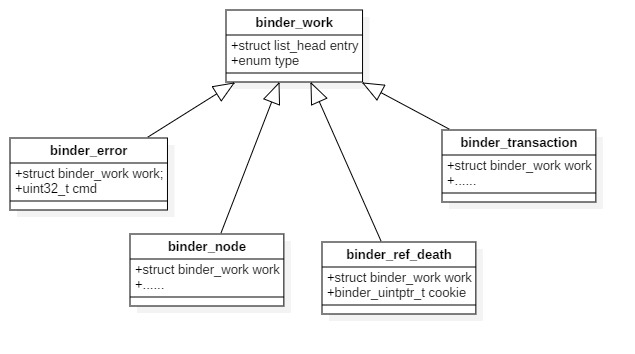 binder_work
+struct list_head entry
+enum type
binder_error
+struct binder_work work;
+uint32_t cmd
binder_transaction
+struct binder_work work
+......
binder_node
+struct binder_work work
+......
binder_ref_death
+struct binder_work work
+binder_uintptr_t cookie